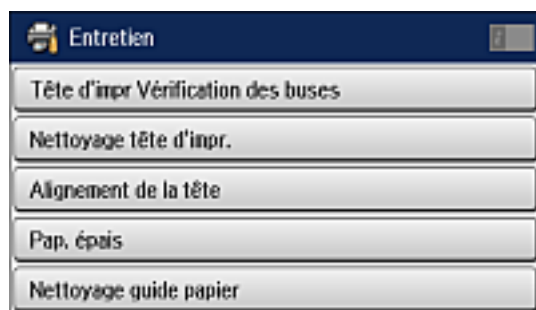 Entretien
Tête d'impr Vérification des buses
Nettoyage tête d'impr.
Alignement de la tête
Pap. épais
Nettoyage guide papier